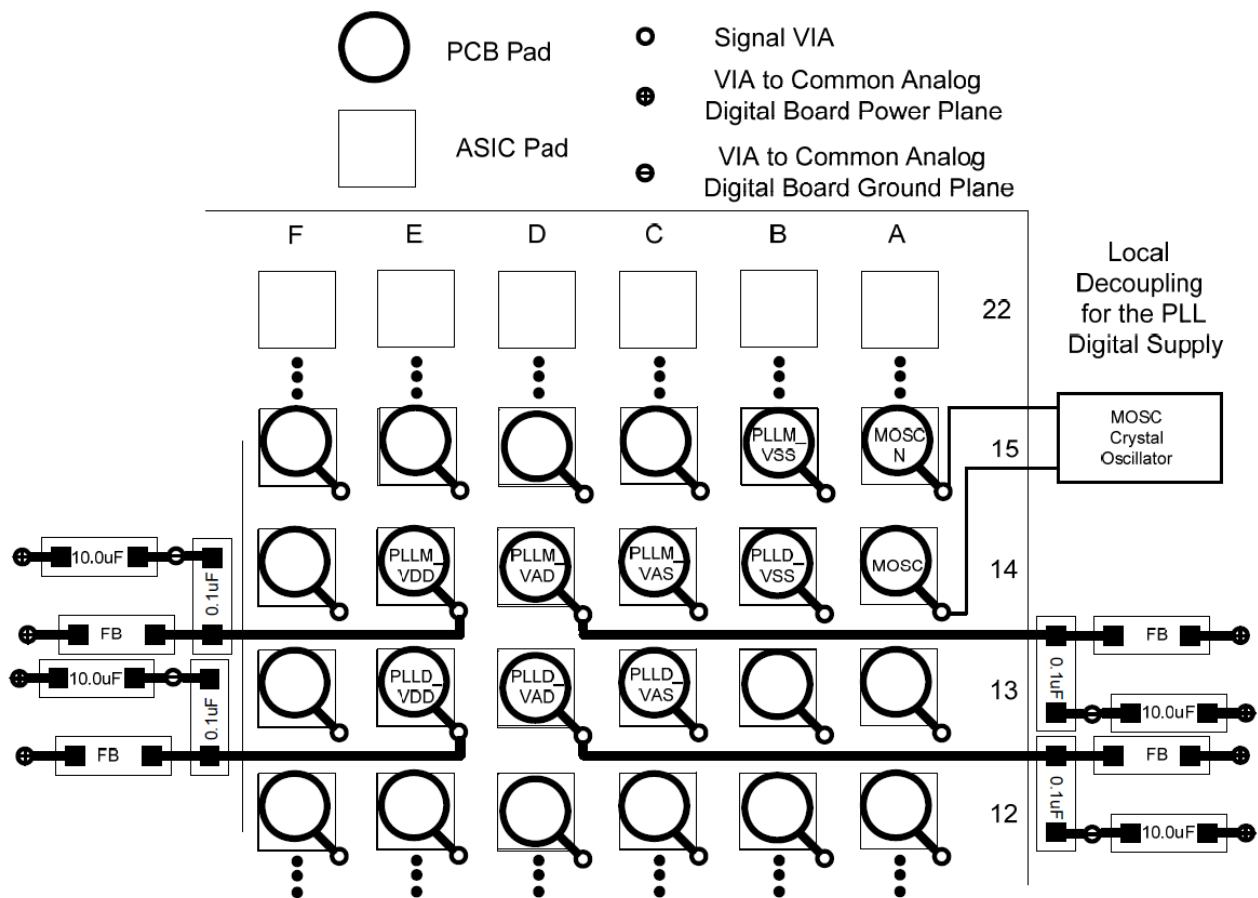 PCB Pad
ASIC Pad
Signal VIA
VIA to Common Analog
Digital Board Power Plane
VIA to Common Analog
Digital Board Ground Plane
F E D C B A
22
Local
Decoupling
for the PLL
Digital Supply
PLLM_
VSS
MOSC
N
15
MOSC
Crystal
Oscillator
10.0uF
0.1uF
FB
PLLM_
VDD
PLLM_
VAD
PLLM_
VAS
PLLD_
VSS
MOSC
14
FB
0.1uF
10.0uF
10.0uF
0.1uF
FB
PLLD_
VDD
PLLD_
VAD
PLLD_
VAS
13
FB
0.1uF
10.0uF
12